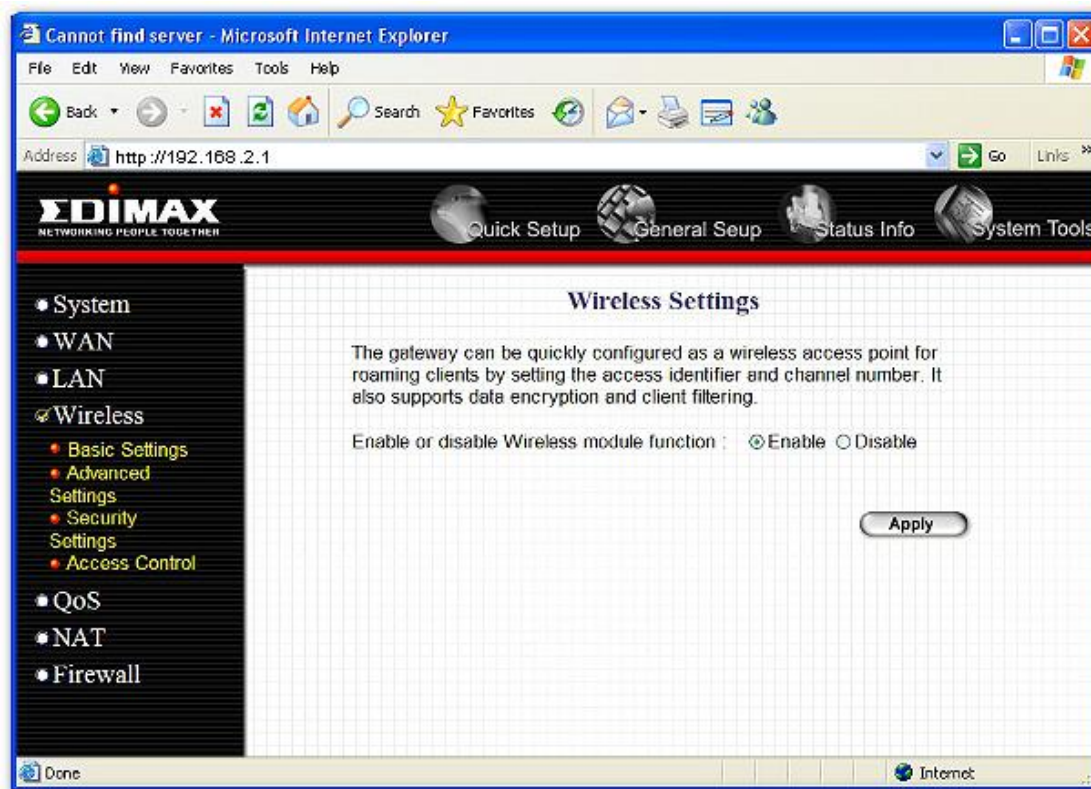 Cannot find server - Microsoft Internet Explorer
File Edit View Favorites Tools Help
Back Search Favorites
Address http://192.168.2.1 Go Links »
EDIMAX
NETWORKING PEOPLE TOGETHER
Quick Setup General Seup Status Info System Tools
System
WAN
LAN
Wireless
Basic Settings
Advanced
Settings
Security
Settings
Access Control
QoS
NAT
Firewall
Wireless Settings
The gateway can be quickly configured as a wireless access point for
roaming clients by setting the access identifier and channel number. It
also supports data encryption and client filtering.
Enable or disable Wireless module function : Enable Disable
Apply
Done Internet